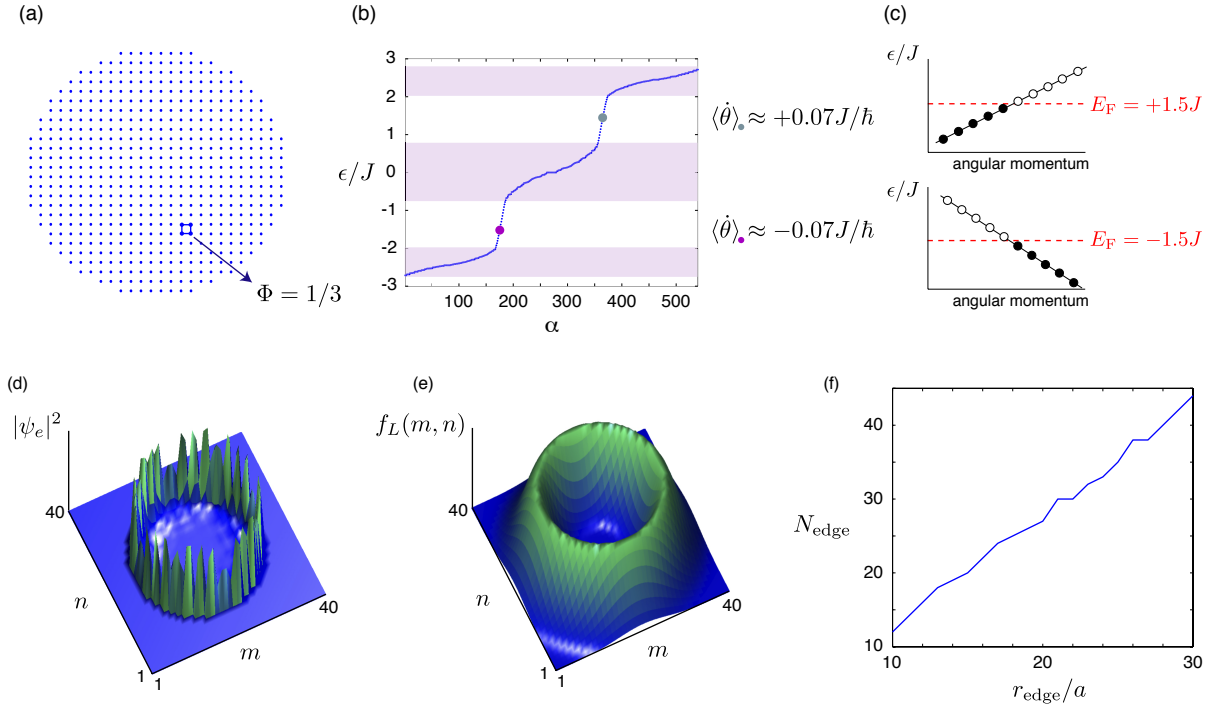 (a)
Φ = 1/3
(b)
3
2
1
0
-1
-2
-3
ϵ/J
100
200
300
400
500
α
⟨θ̇⟩ ≈ +0.07J/ħ
⟨θ̇⟩ ≈ −0.07J/ħ
(c)
ϵ/J
E_F = +1.5J
angular momentum
ϵ/J
E_F = −1.5J
angular momentum
(d)
|ψ_e|²
40
n
1
1
m
40
(e)
f_L(m, n)
40
n
1
1
m
40
(f)
40
30
20
10
N_edge
10
20
30
r_edge/a